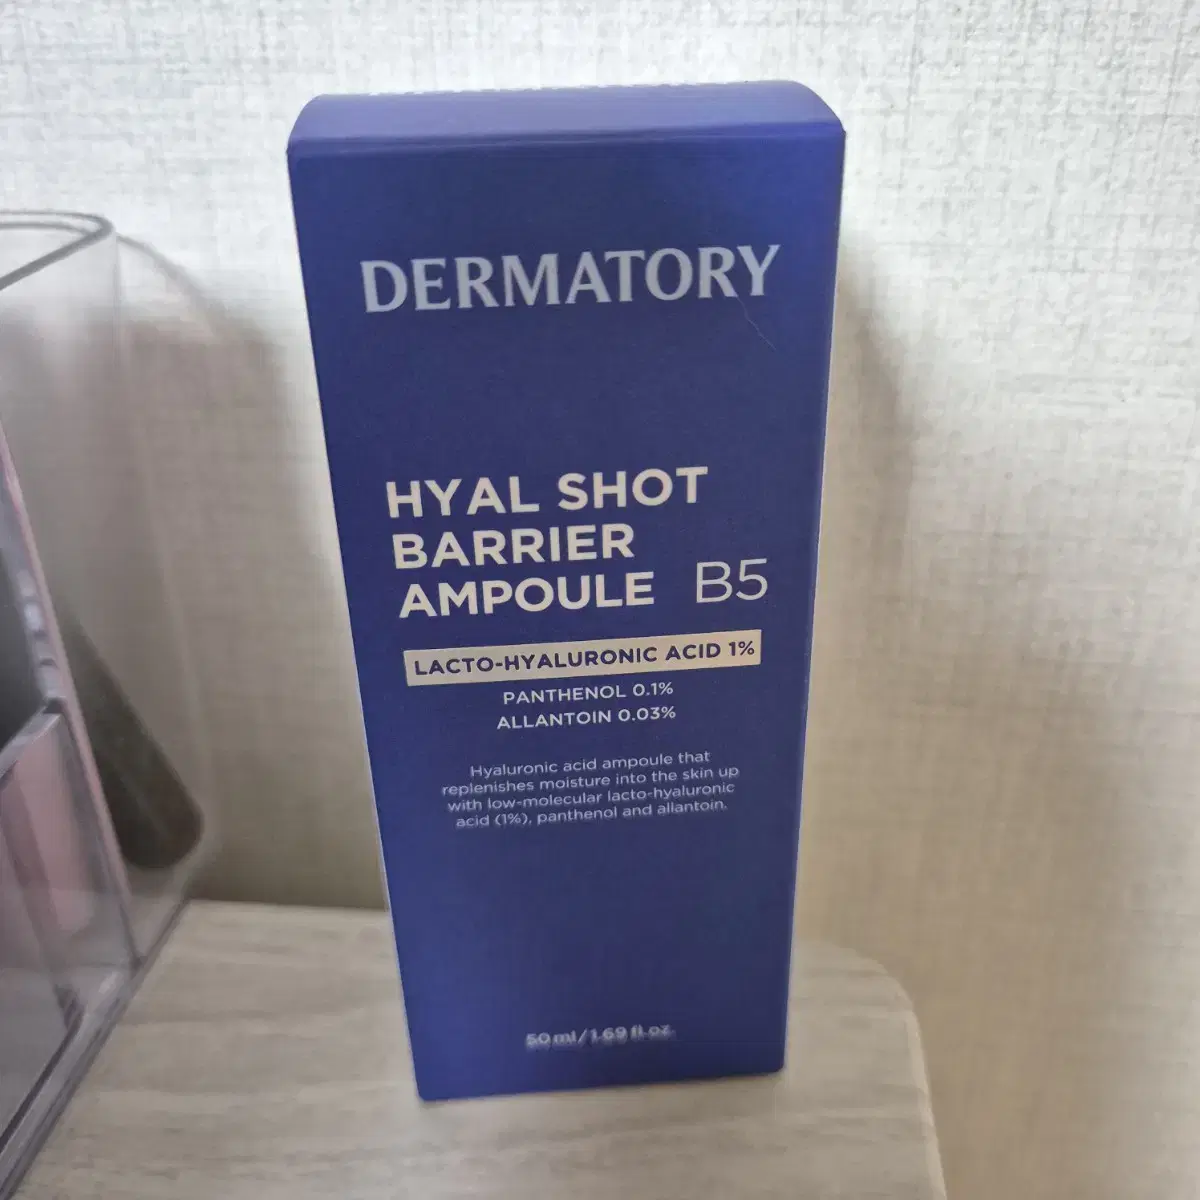 DERMATORY
HYAL SHOT
BARRIER
AMPOULE B5
LACTO-HYALURONIC ACID 1%
PANTHENOL 0.1%
ALLANTOIN 0.03%
Hyaluronic acid ampoule that
replenishes moisture into the skin up
with low-molecular lacto-hyaluronic
acid (1%), panthenol and allantoin.
50 ml/1.69 fl.oz.